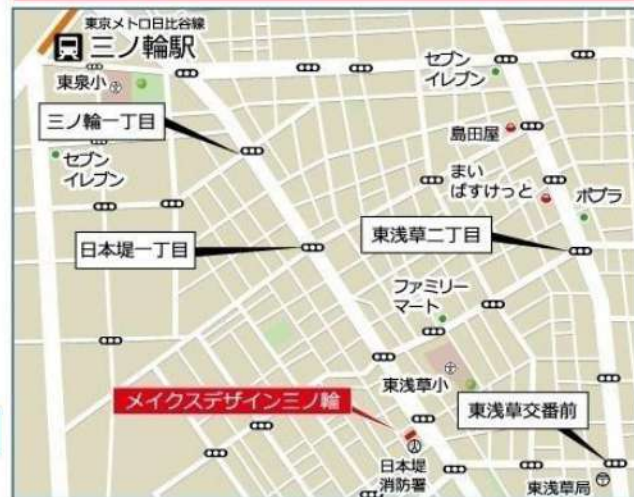 東京メトロ日比谷線
三ノ輪駅
東泉小
セブン
イレブン
三ノ輪一丁目
島田屋
セブン
イレブン
まい
ばすけっと
ポプラ
日本堤一丁目
東浅草二丁目
ファミリー
マート
東浅草小
メイクスデザイン三ノ輪
東浅草交番前
日本堤
消防署
東浅草局